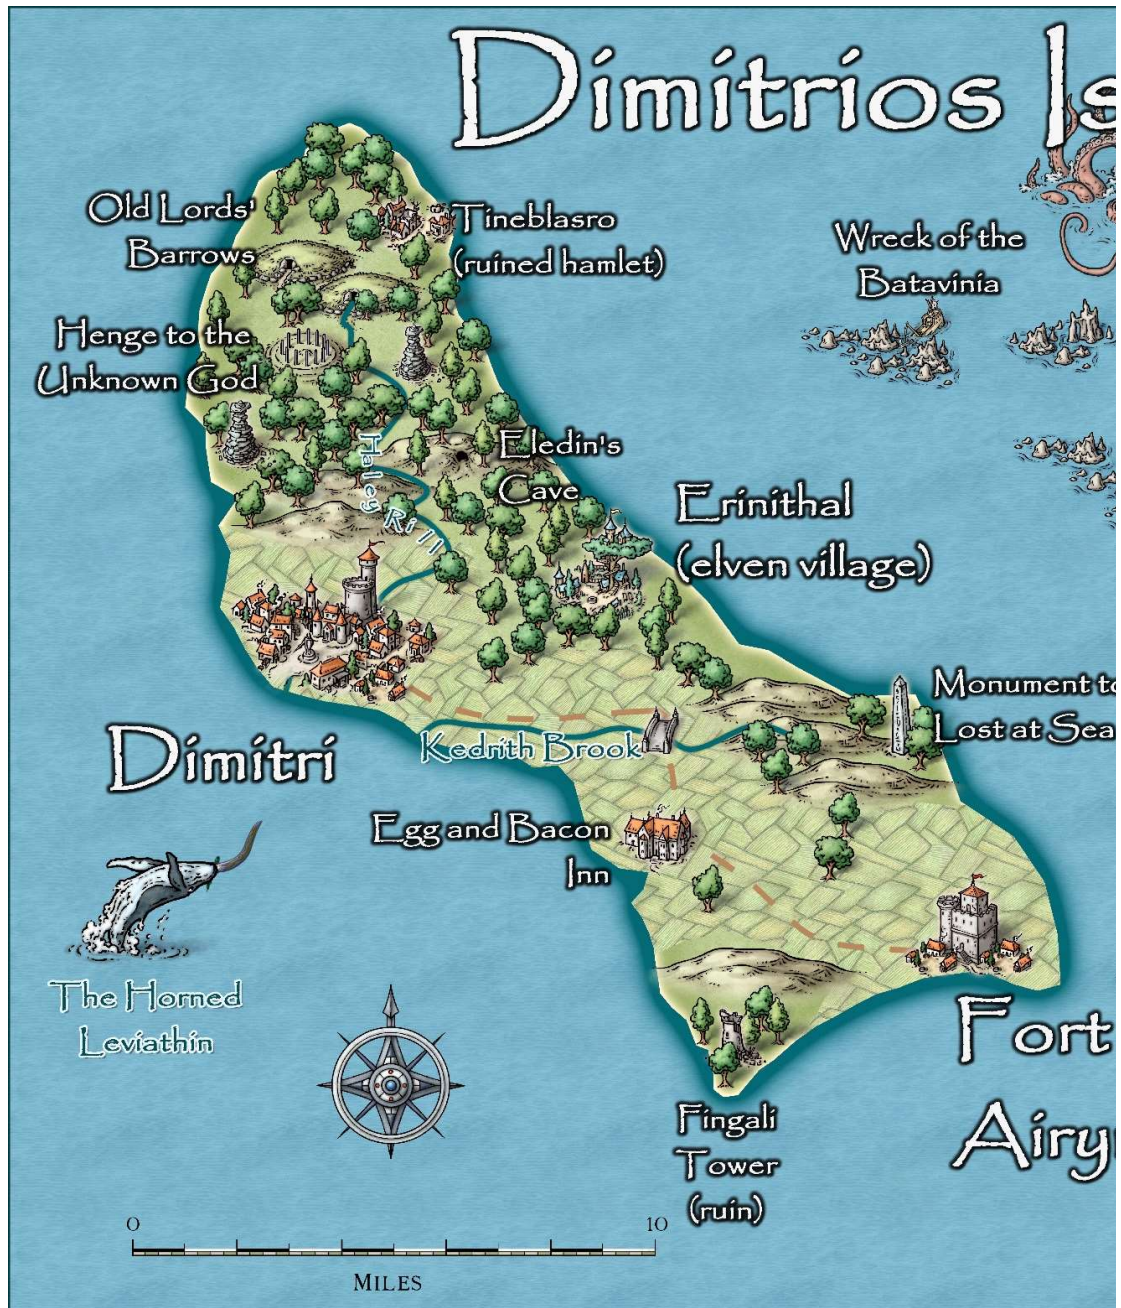 Dimitrios Is
Old Lords'
Barrows
Tineblasro
(ruined hamlet)
Wreck of the
Batavinia
Henge to the
Unknown God
Haleg Rill
Eledin's
Cave
Erinithal
(elven village)
Monument to
Lost at Sea
Dimitri
Kedrith Brook
Egg and Bacon
Inn
The Horned
Leviathin
Fort
Airy
Fingali
Tower
(ruin)
0 10
MILES